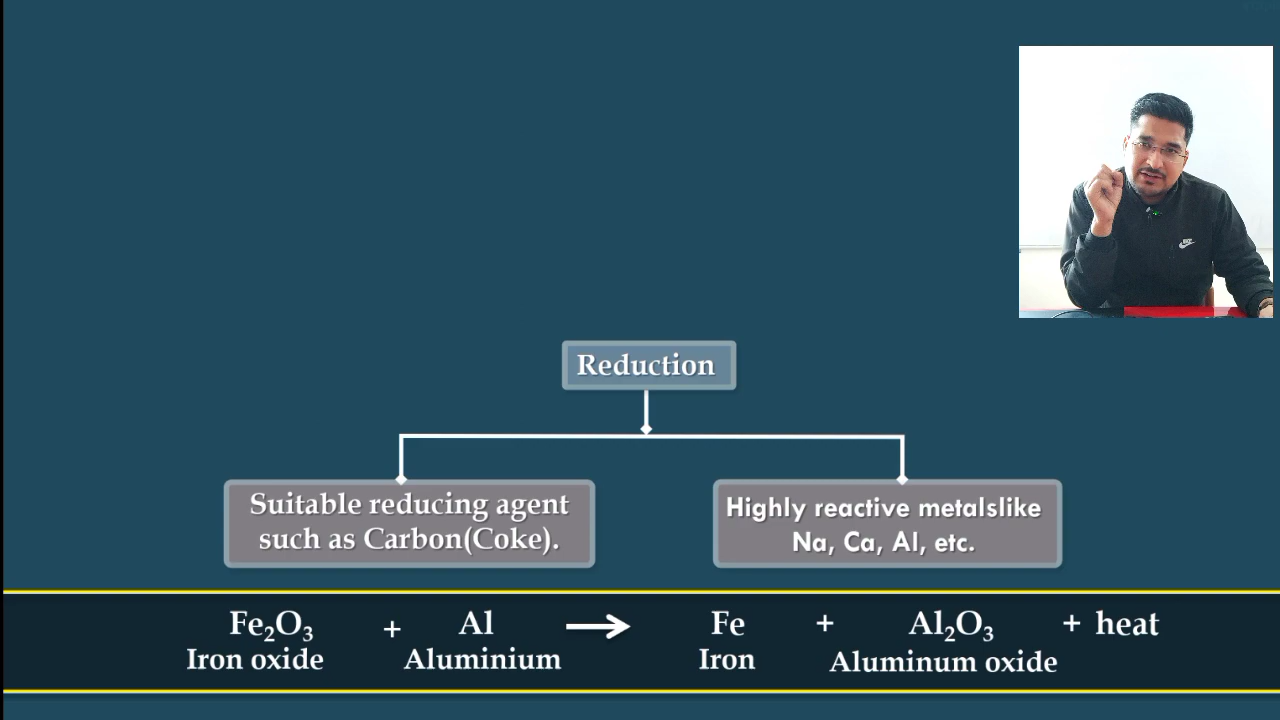 Reduction
Suitable reducing agent
such as Carbon(Coke).
Highly reactive metalslike
Na, Ca, Al, etc.
Fe₂O₃ + Al → Fe + Al₂O₃ + heat
Iron oxide Aluminium Iron Aluminum oxide